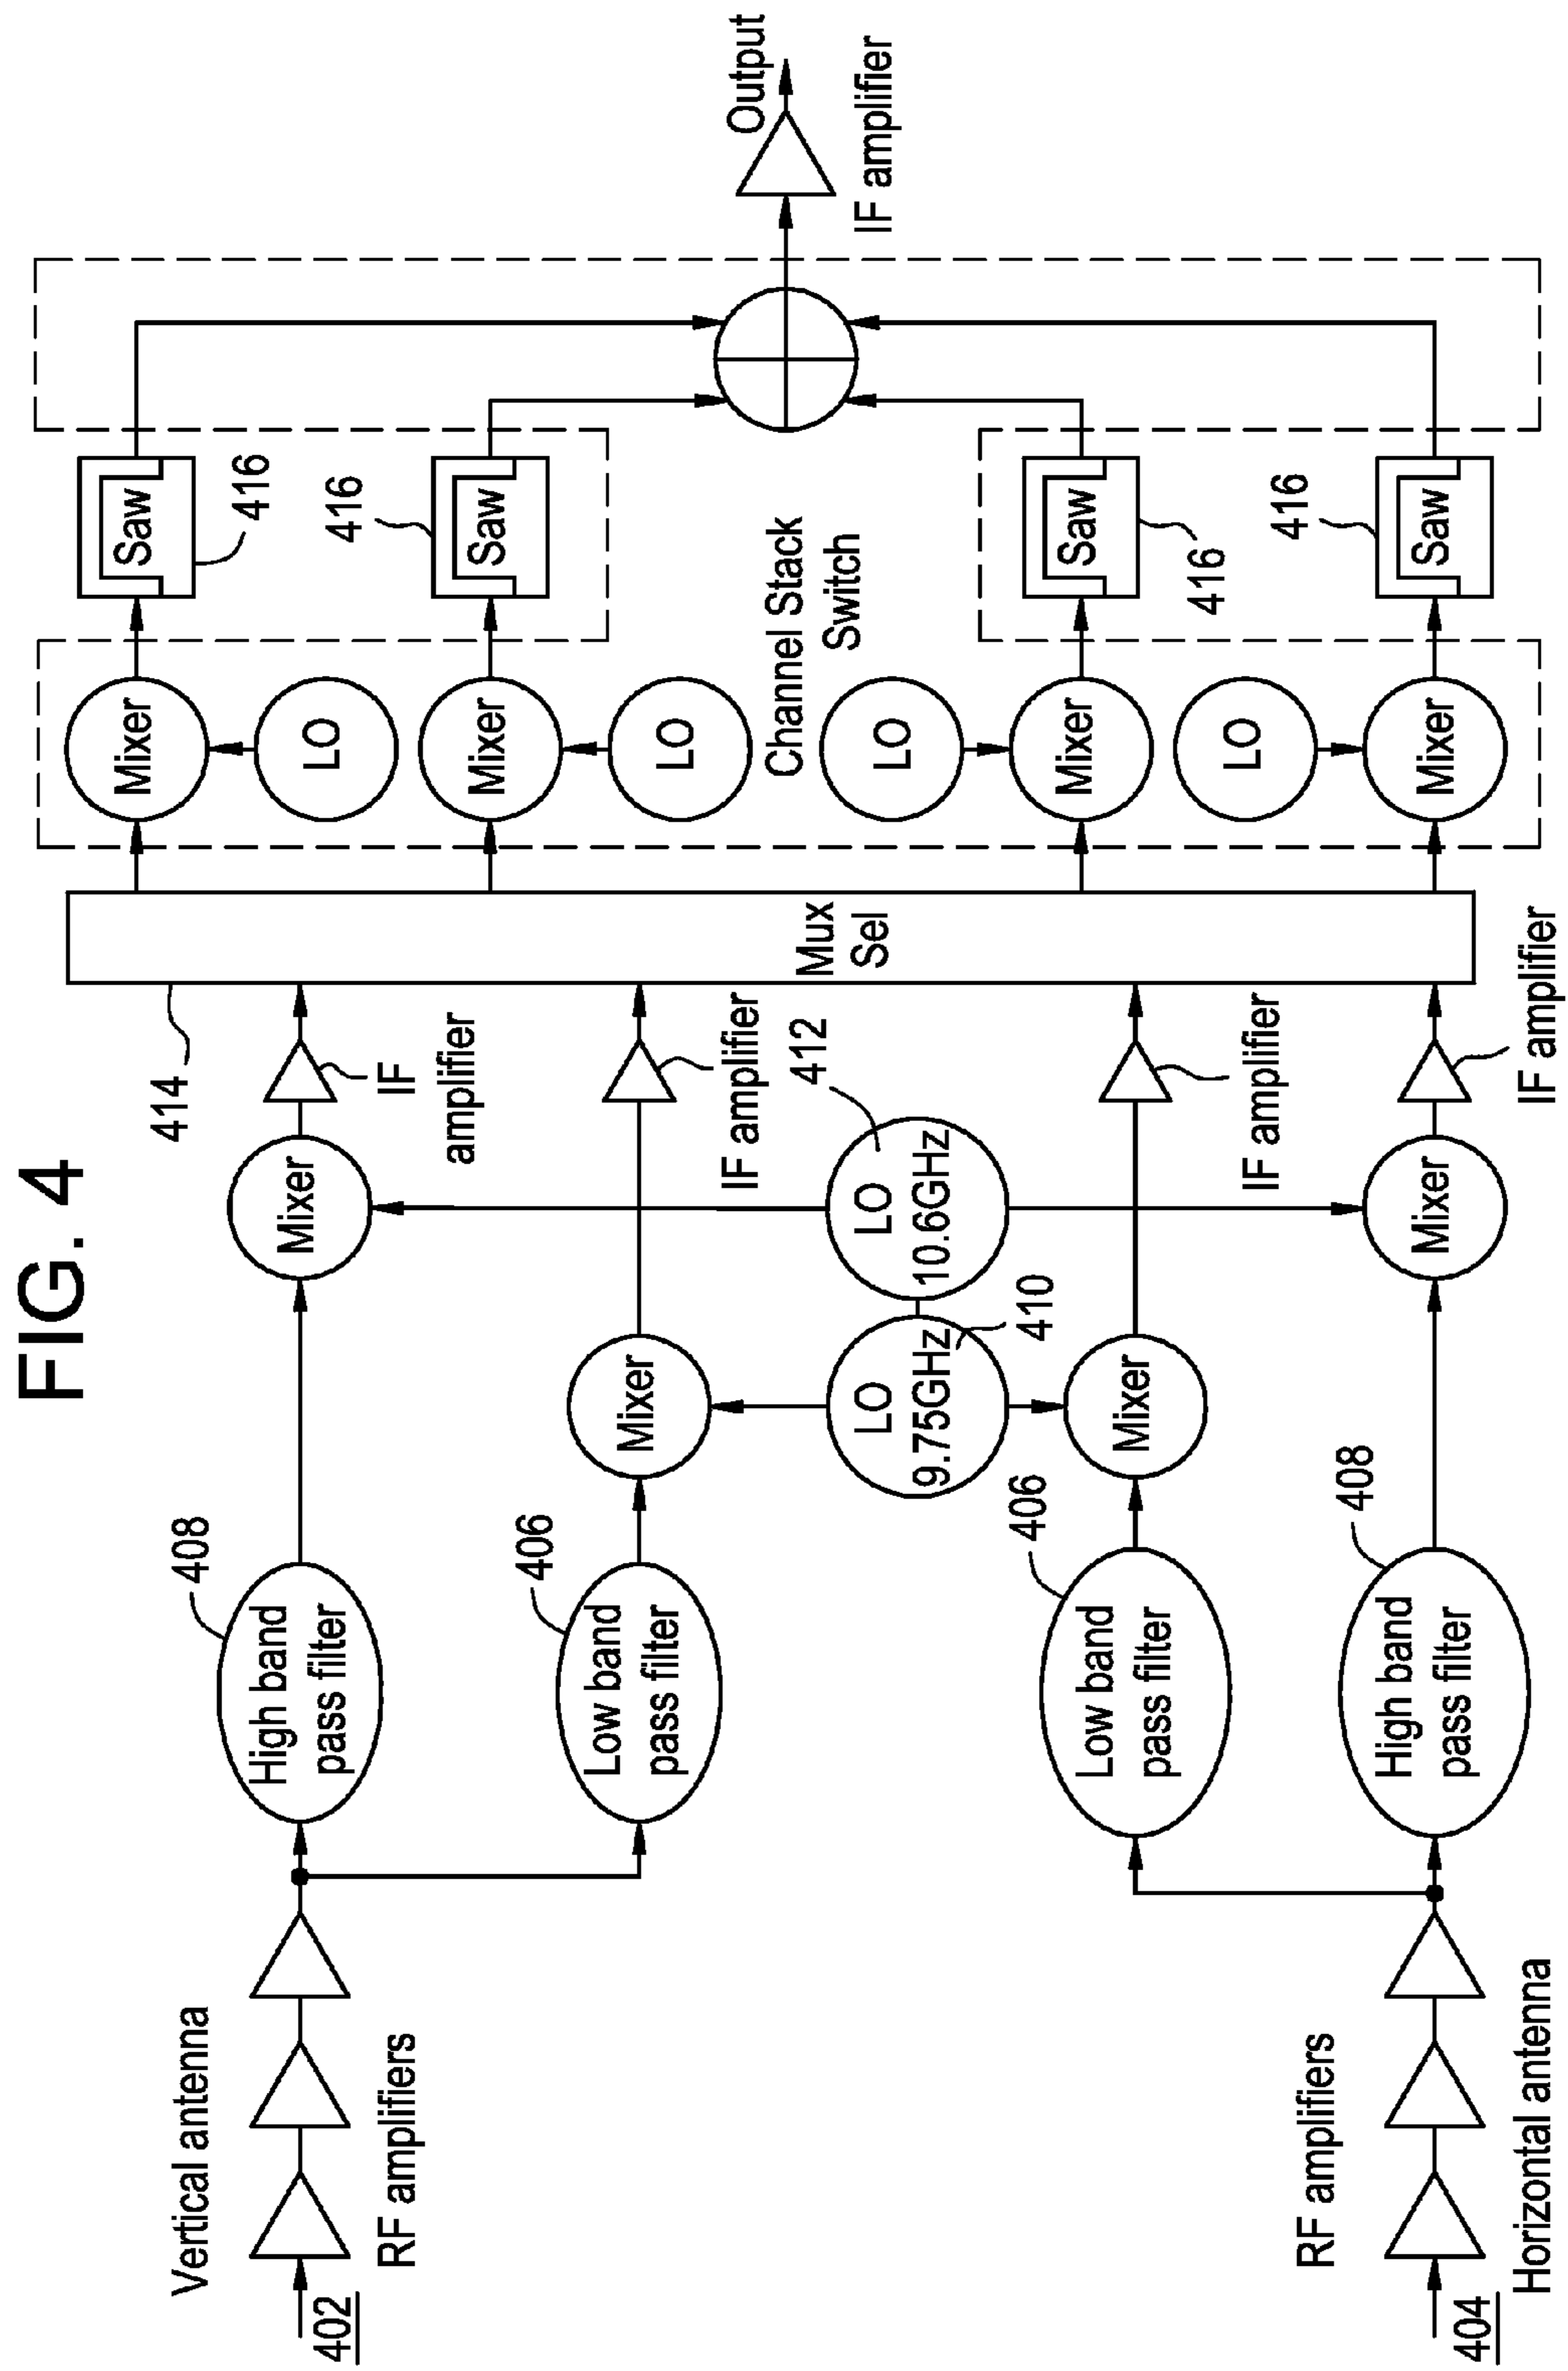 FIG. 4
Vertical antenna
402
RF amplifiers
High band
pass filter
408
Mixer
IF
amplifier
414
Low band
pass filter
406
Mixer
IF amplifier
LO
9.75GHz
410
LO
10.6GHz
412
Low band
pass filter
406
Mixer
IF amplifier
RF amplifiers
404
Horizontal antenna
High band
pass filter
408
Mixer
IF amplifier
Mux
Sel
Mixer
LO
Saw
416
Mixer
LO
Saw
416
Channel Stack
Switch
LO
Mixer
Saw
416
LO
Mixer
Saw
416
Output
IF amplifier